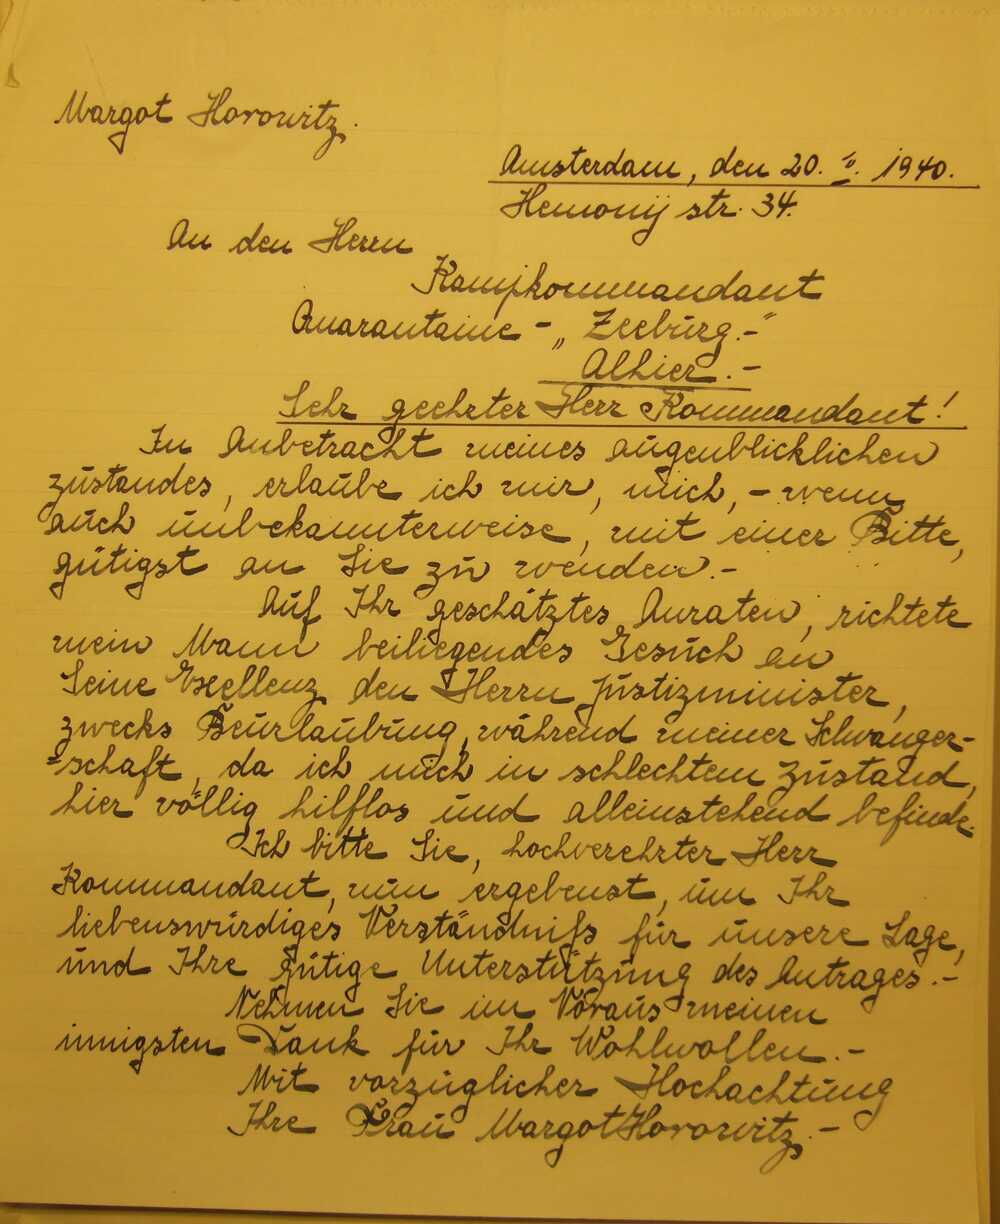 Margot Horowitz.
Amsterdam, den 20. II. 1940.
Hemonij str. 34.
An den Herrn
Kampkommandant
Quarantaine - „Zeeburg.-"
Alhier.-
Sehr geehrter Herr Kommandant!
In Anbetracht meines augenblicklichen
zustandes, erlaube ich mir, mich, - wenn
auch unbekannterweise, mit einer Bitte,
gütigst an Sie zu wenden.-
Auf Ihr geschätztes Anraten, richtete
mein Mann beiliegendes Gesuch an
Seine Exellenz den Herrn Justizminister,
zwecks Beurlaubung, während meiner Schwanger-
-schaft, da ich mich in schlechtem Zustand,
hier völlig hilflos und alleinstehend befinde.
Ich bitte Sie, hochverehrter Herr
Kommandant, nun ergebenst, um Ihr
liebenswürdiges Verständniß für unsere Lage,
und Ihre gütige Unterstützung des Antrages.-
Nehmen Sie im Voraus meinen
innigsten Dank für Ihr Wohlwollen.-
Mit vorzüglicher Hochachtung
Ihre Frau Margot Horowitz.-